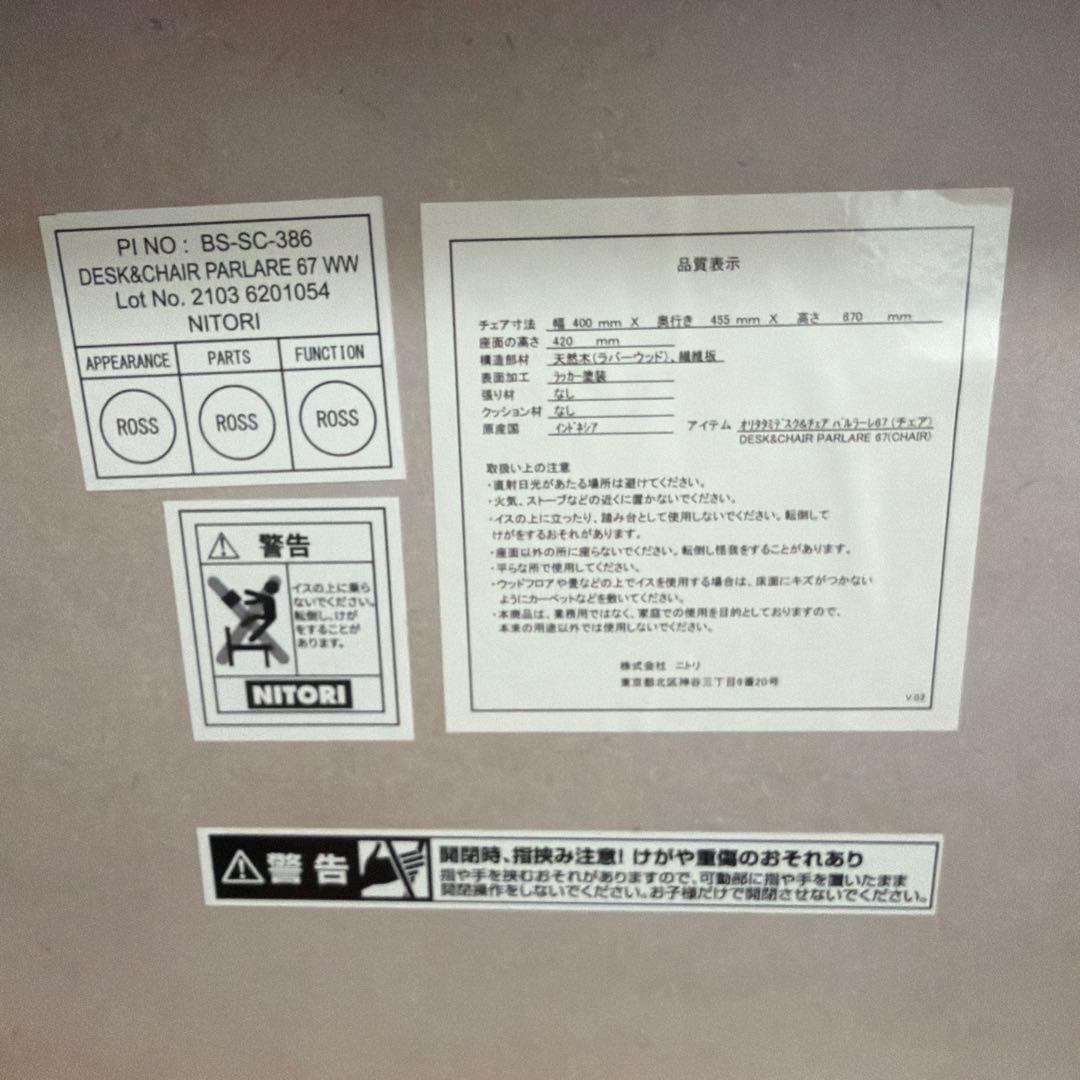 PI NO : BS-SC-386
DESK&CHAIR PARLARE 67 WW
Lot No. 2103 6201054
NITORI
APPEARANCE PARTS FUNCTION
ROSS ROSS ROSS
警告
イスの上に乗ら
ないでください。
転倒し、けが
をすることが
あります。
NITORI
品質表示
チェア寸法 幅 400 mm X 奥行き 455 mm X 高さ 670 mm
座面の高さ 420 mm
構造部材 天然木(ラバーウッド)、繊維板
表面加工 ラッカー塗装
張り材 なし
クッション材 なし
原産国 インドネシア
アイテム オリタタミデスク&チェア パルラーレ67(チェア)
DESK&CHAIR PARLARE 67(CHAIR)
取扱い上の注意
・直射日光があたる場所は避けてください。
・火気、ストーブなどの近くに置かないでください。
・イスの上に立ったり、踏み台として使用しないでください。転倒して
けがをするおそれがあります。
・座面以外の所に座らないでください。転倒し怪我をすることがあります。
・平らな所で使用してください。
・ウッドフロアや畳などの上でイスを使用する場合は、床面にキズがつかない
ようにカーペットなどを敷いてください。
・本商品は、業務用ではなく、家庭での使用を目的としておりますので、
本来の用途以外では使用しないでください。
株式会社 ニトリ
東京都北区神谷三丁目6番20号
V.02
警告
開閉時、指挟み注意!けがや重傷のおそれあり
指や手を挟むおそれがありますので、可動部に指や手を置いたまま
開閉操作をしないでください。お子様だけで開閉させないでください。